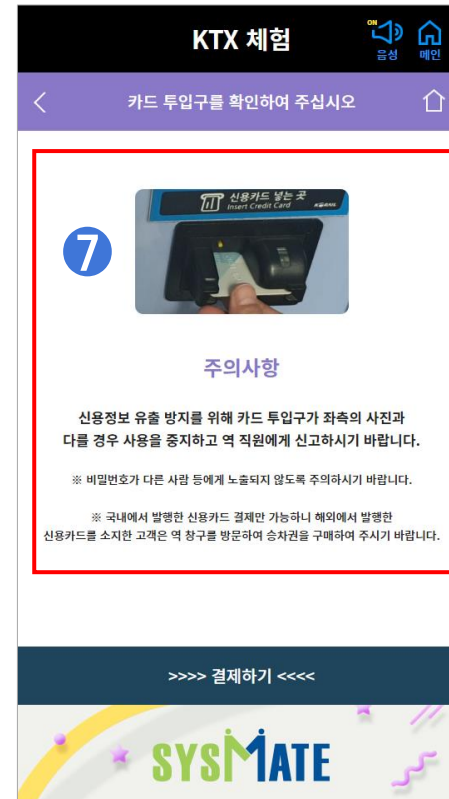 KTX 체험
ON
음성
메인
카드 투입구를 확인하여 주십시오
신용카드 넣는 곳
Insert Credit Card
KORAIL
7
주의사항
신용정보 유출 방지를 위해 카드 투입구가 좌측의 사진과
다를 경우 사용을 중지하고 역 직원에게 신고하시기 바랍니다.
※ 비밀번호가 다른 사람 등에게 노출되지 않도록 주의하시기 바랍니다.
※ 국내에서 발행한 신용카드 결제만 가능하니 해외에서 발행한
신용카드를 소지한 고객은 역 창구를 방문하여 승차권을 구매하여 주시기 바랍니다.
>>>> 결제하기 <<<<
SYSMATE